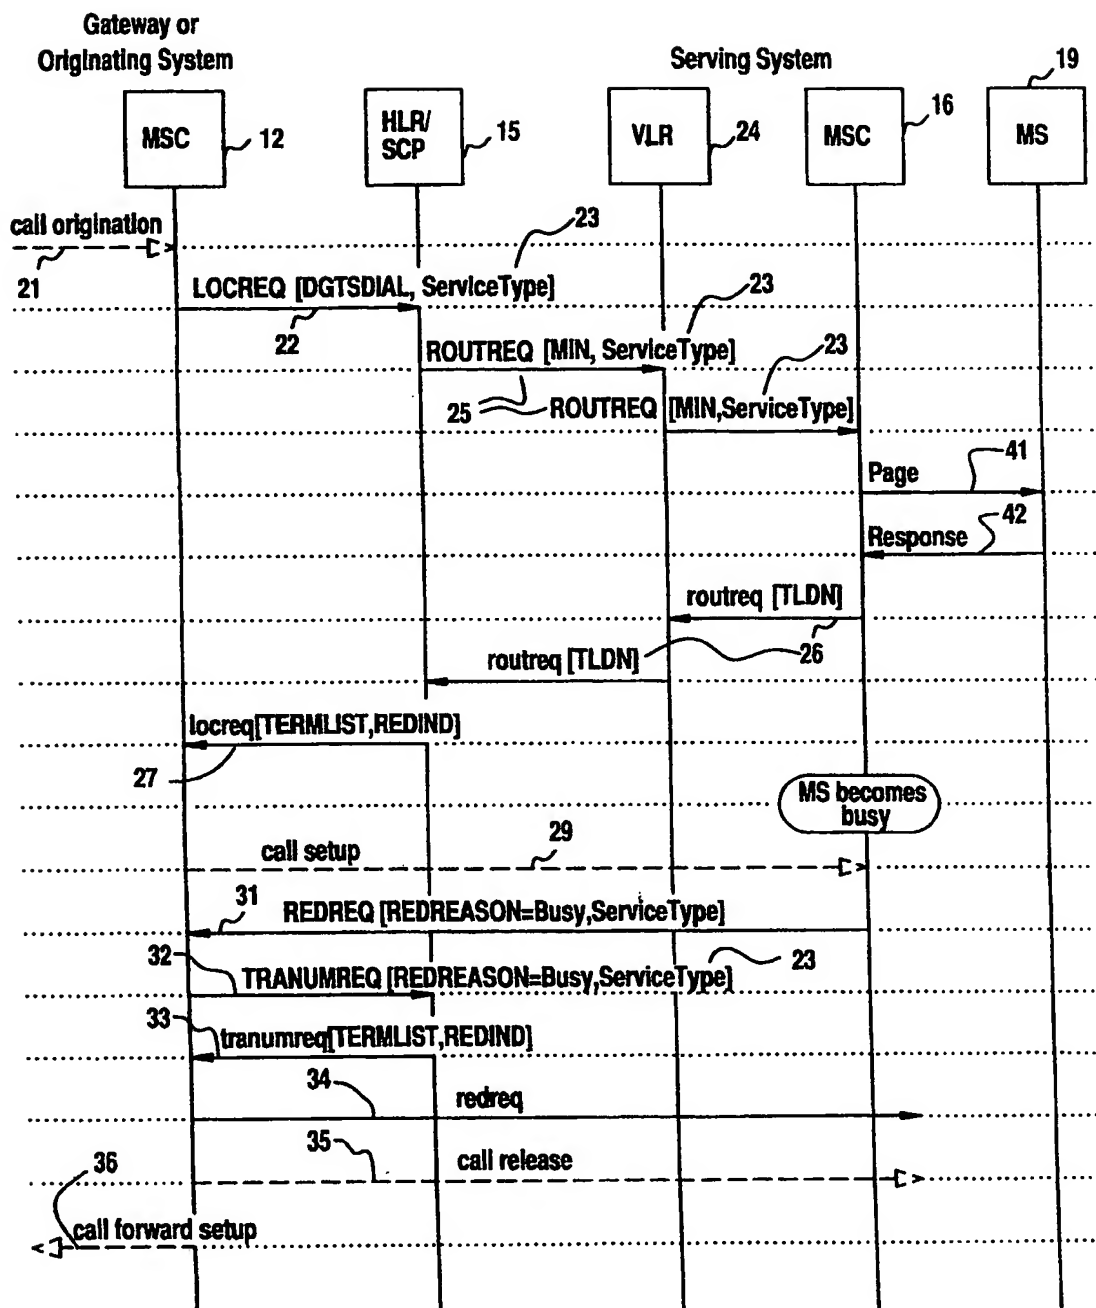 Gateway or
Originating System
Serving System
19
MSC
12
HLR/
SCP
15
VLR
24
MSC
16
MS
call origination
21
23
LOCREQ [DGTSDIAL, ServiceType]
22
23
ROUTREQ [MIN, ServiceType]
23
25
ROUTREQ [MIN,ServiceType]
Page
41
Response
42
routreq [TLDN]
26
routreq [TLDN]
locreq[TERMLIST,REDIND]
27
MS becomes
busy
call setup
29
31
REDREQ [REDREASON=Busy,ServiceType]
32
TRANUMREQ [REDREASON=Busy,ServiceType]
23
33
tranumreq[TERMLIST,REDIND]
34
redreq
35
call release
36
call forward setup